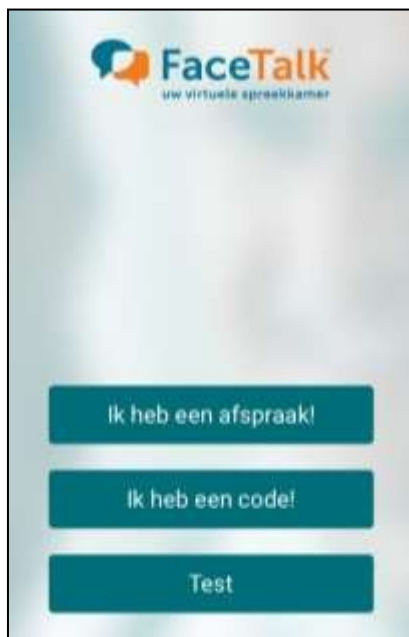 FaceTalk
uw virtuele spreekkamer
Ik heb een afspraak!
Ik heb een code!
Test